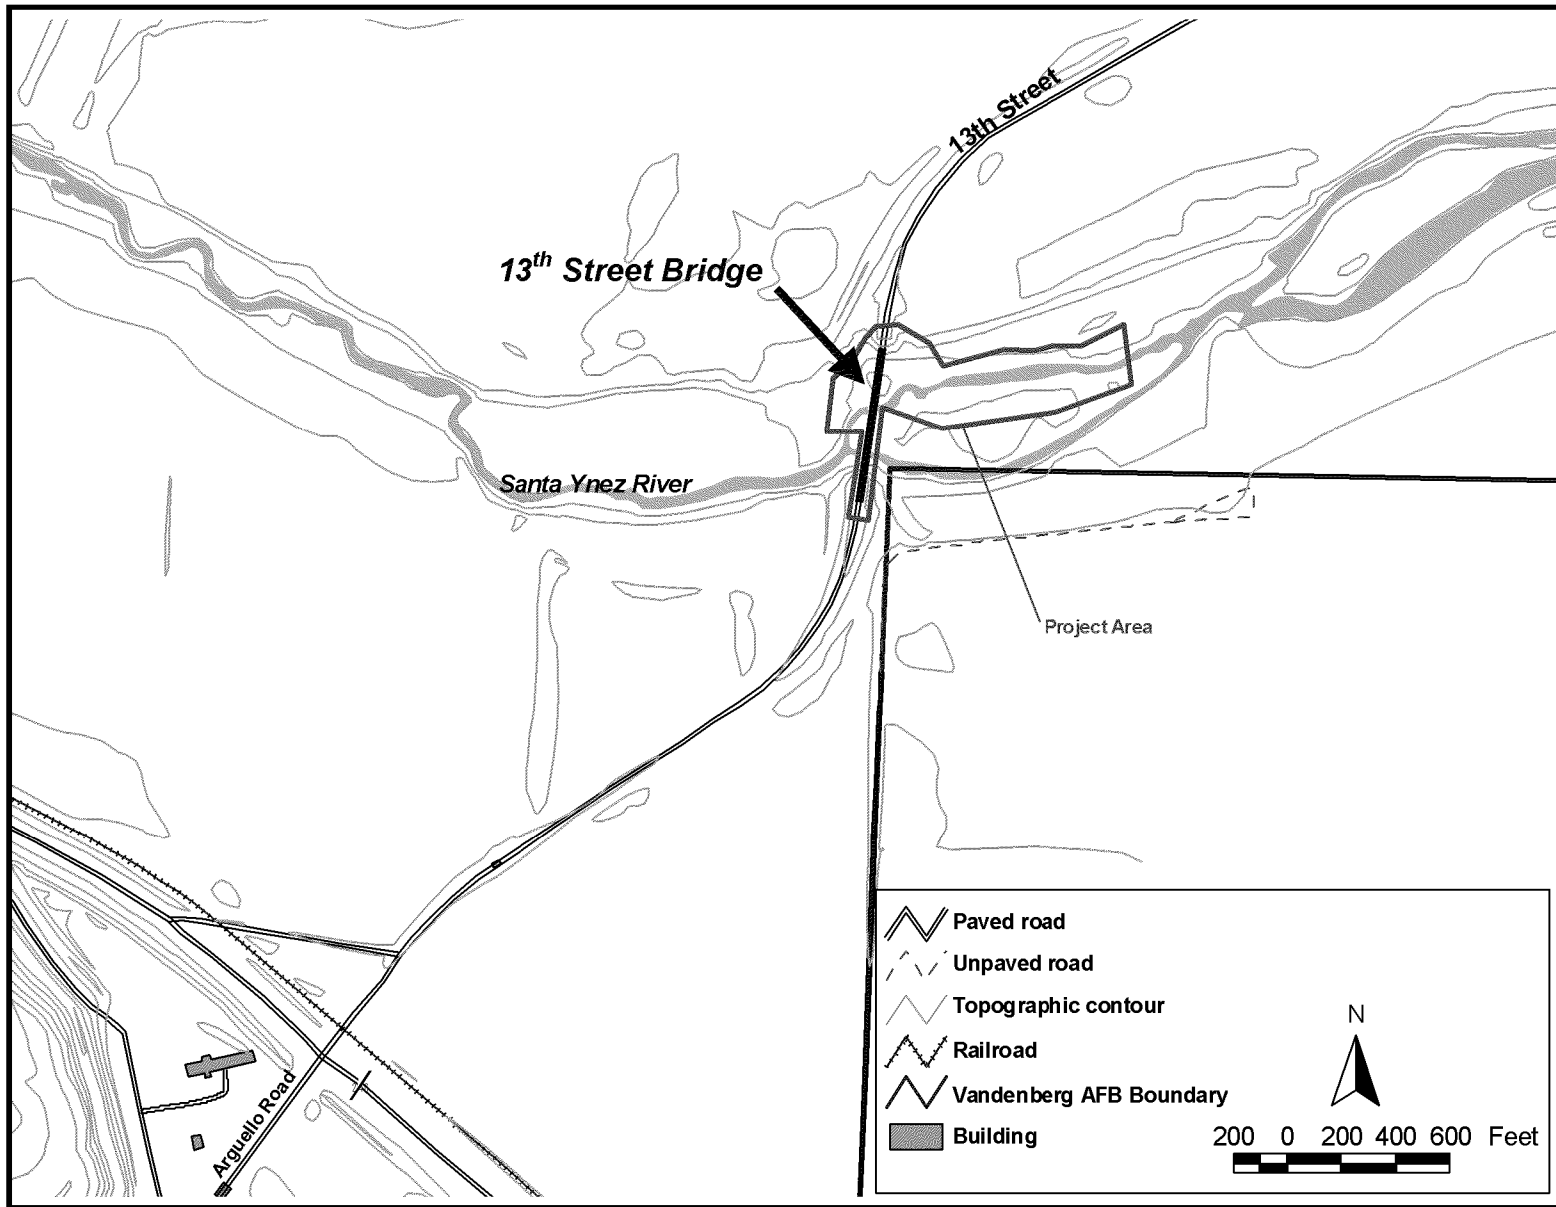 13th Street
13th Street Bridge
Santa Ynez River
Project Area
Arguello Road
Paved road
Unpaved road
Topographic contour
Railroad
Vandenberg AFB Boundary
Building
N
200 0 200 400 600 Feet